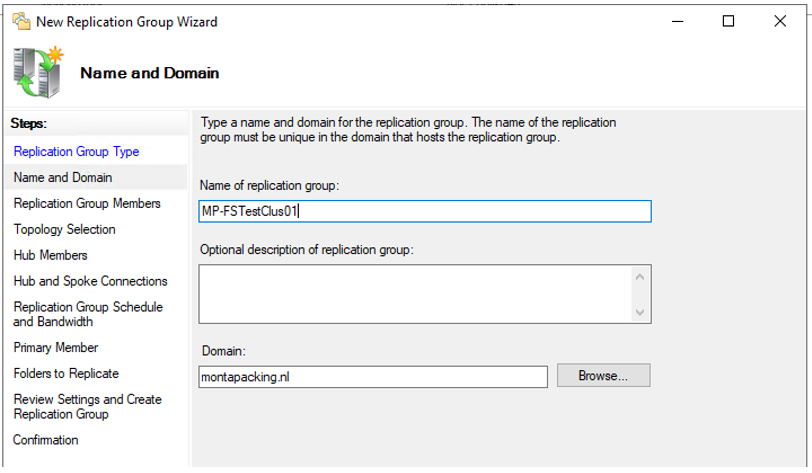 New Replication Group Wizard
Name and Domain
Steps:
Replication Group Type
Name and Domain
Replication Group Members
Topology Selection
Hub Members
Hub and Spoke Connections
Replication Group Schedule
and Bandwidth
Primary Member
Folders to Replicate
Review Settings and Create
Replication Group
Confirmation
Type a name and domain for the replication group. The name of the replication
group must be unique in the domain that hosts the replication group.
Name of replication group:
MP-FSTestClus01
Optional description of replication group:
Domain:
montapacking.nl
Browse...